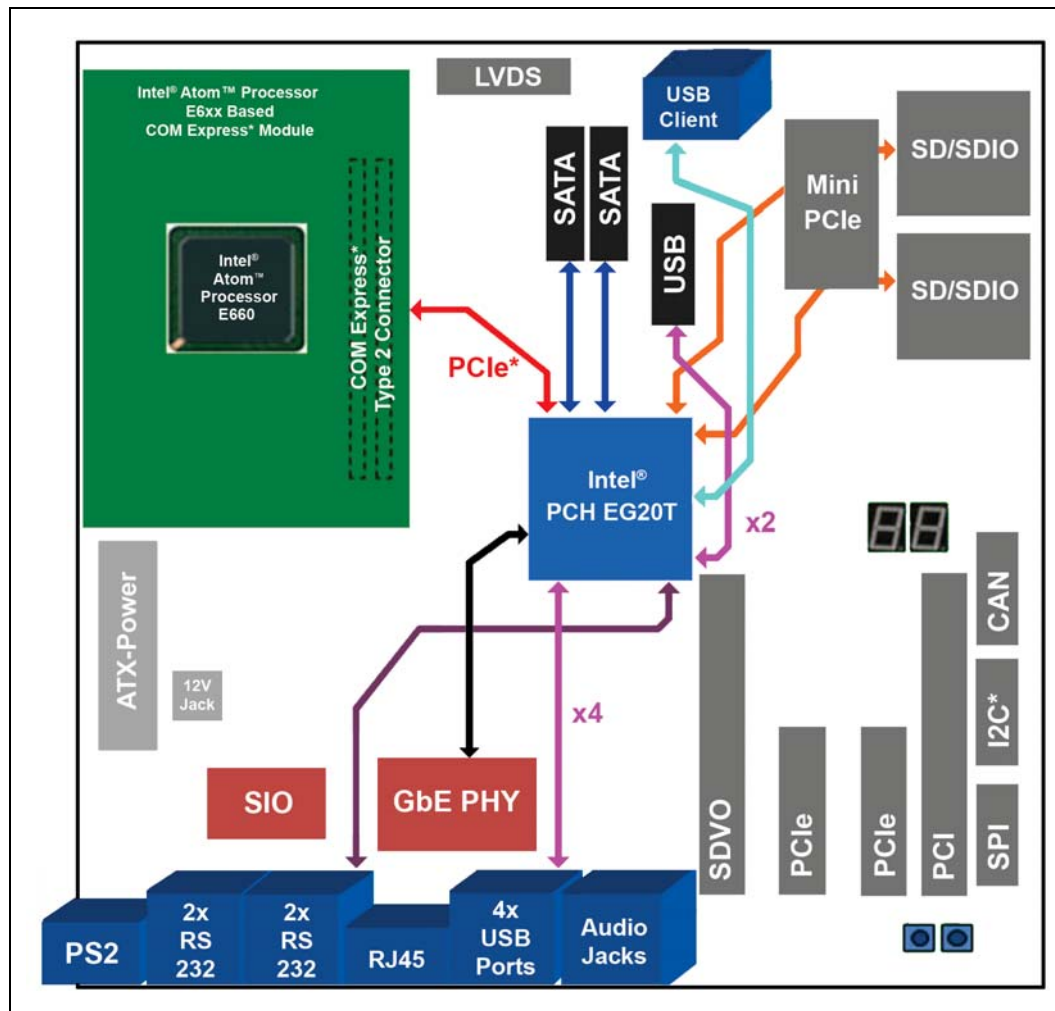 Intel® Atom™ Processor
E6xx Based
COM Express* Module
LVDS
USB
Client
SD/SDIO
Mini
PCIe
SATA
SATA
USB
SD/SDIO
Intel®
Atom™
Processor
E660
COM Express*
Type 2 Connector
PCIe*
Intel®
PCH EG20T
x2
88
ATX-Power
12V
Jack
x4
CAN
I2C*
SPI
SIO
GbE PHY
SDVO
PCIe
PCIe
PCI
PS2
2x
RS
232
2x
RS
232
RJ45
4x
USB
Ports
Audio
Jacks